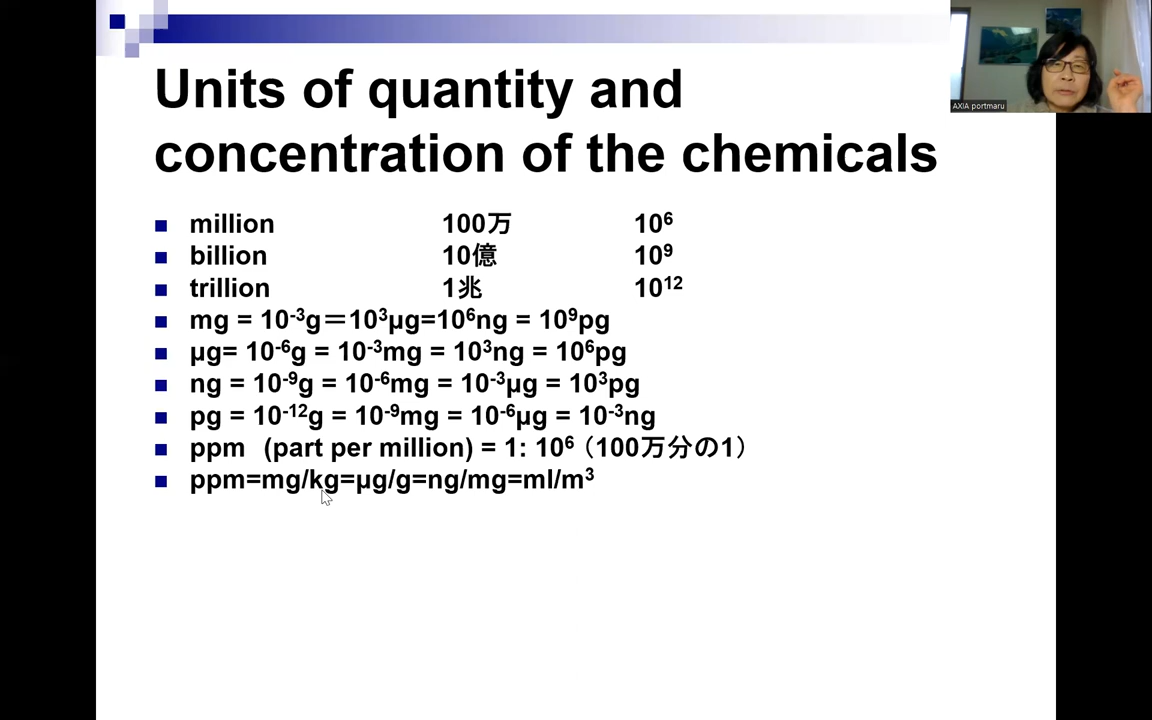 AXIA portmaru
Units of quantity and
concentration of the chemicals
million 100万 10⁶
billion 10億 10⁹
trillion 1兆 10¹²
mg = 10⁻³g＝10³µg=10⁶ng = 10⁹pg
µg= 10⁻⁶g = 10⁻³mg = 10³ng = 10⁶pg
ng = 10⁻⁹g = 10⁻⁶mg = 10⁻³µg = 10³pg
pg = 10⁻¹²g = 10⁻⁹mg = 10⁻⁶µg = 10⁻³ng
ppm (part per million) = 1: 10⁶（100万分の1）
ppm=mg/kg=µg/g=ng/mg=ml/m³